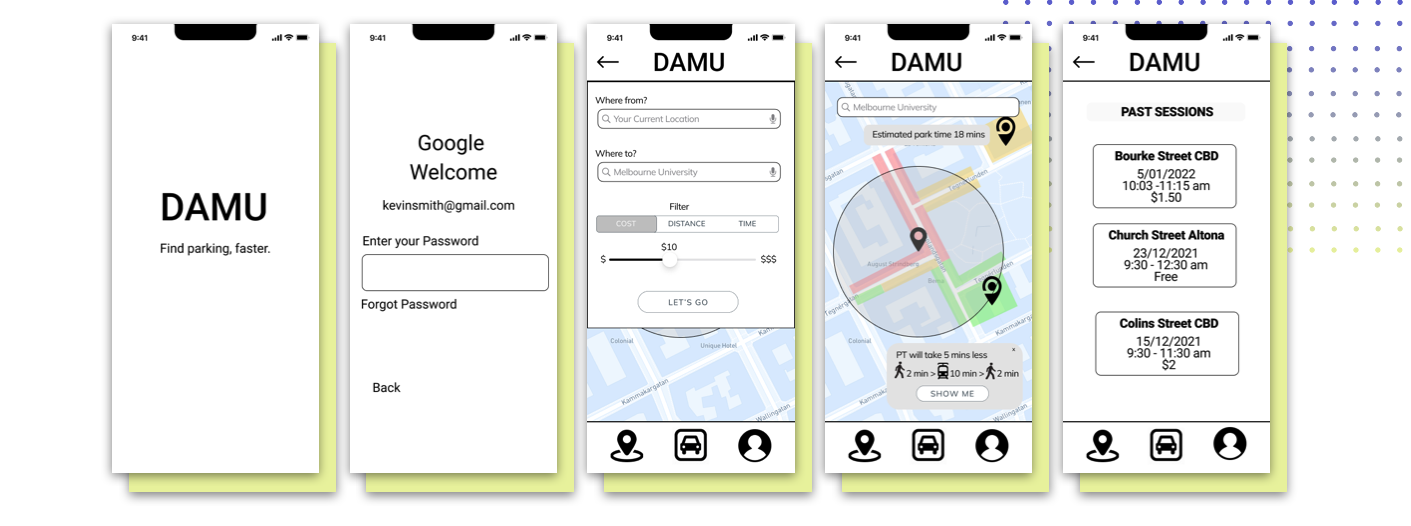 9:41
DAMU
Find parking, faster.
9:41
Google
Welcome
kevinsmith@gmail.com
Enter your Password
Forgot Password
Back
9:41
DAMU
Where from?
Your Current Location
Where to?
Melbourne University
Filter
COST DISTANCE TIME
$10
$ $$$
LET'S GO
Colonial
Unique Hotel
Kammakargatan
Wallingatan
9:41
DAMU
Melbourne University
Estimated park time 18 mins
Tegnerlunden
August Strindberg
Tegnergatan
Kammakargatan
Colonial
PT will take 5 mins less
x
2 min > 10 min > 2 min
SHOW ME
Kammakargatan
Wallingatan
9:41
DAMU
PAST SESSIONS
Bourke Street CBD
5/01/2022
10:03 -11:15 am
$1.50
Church Street Altona
23/12/2021
9:30 - 12:30 am
Free
Colins Street CBD
15/12/2021
9:30 - 11:30 am
$2